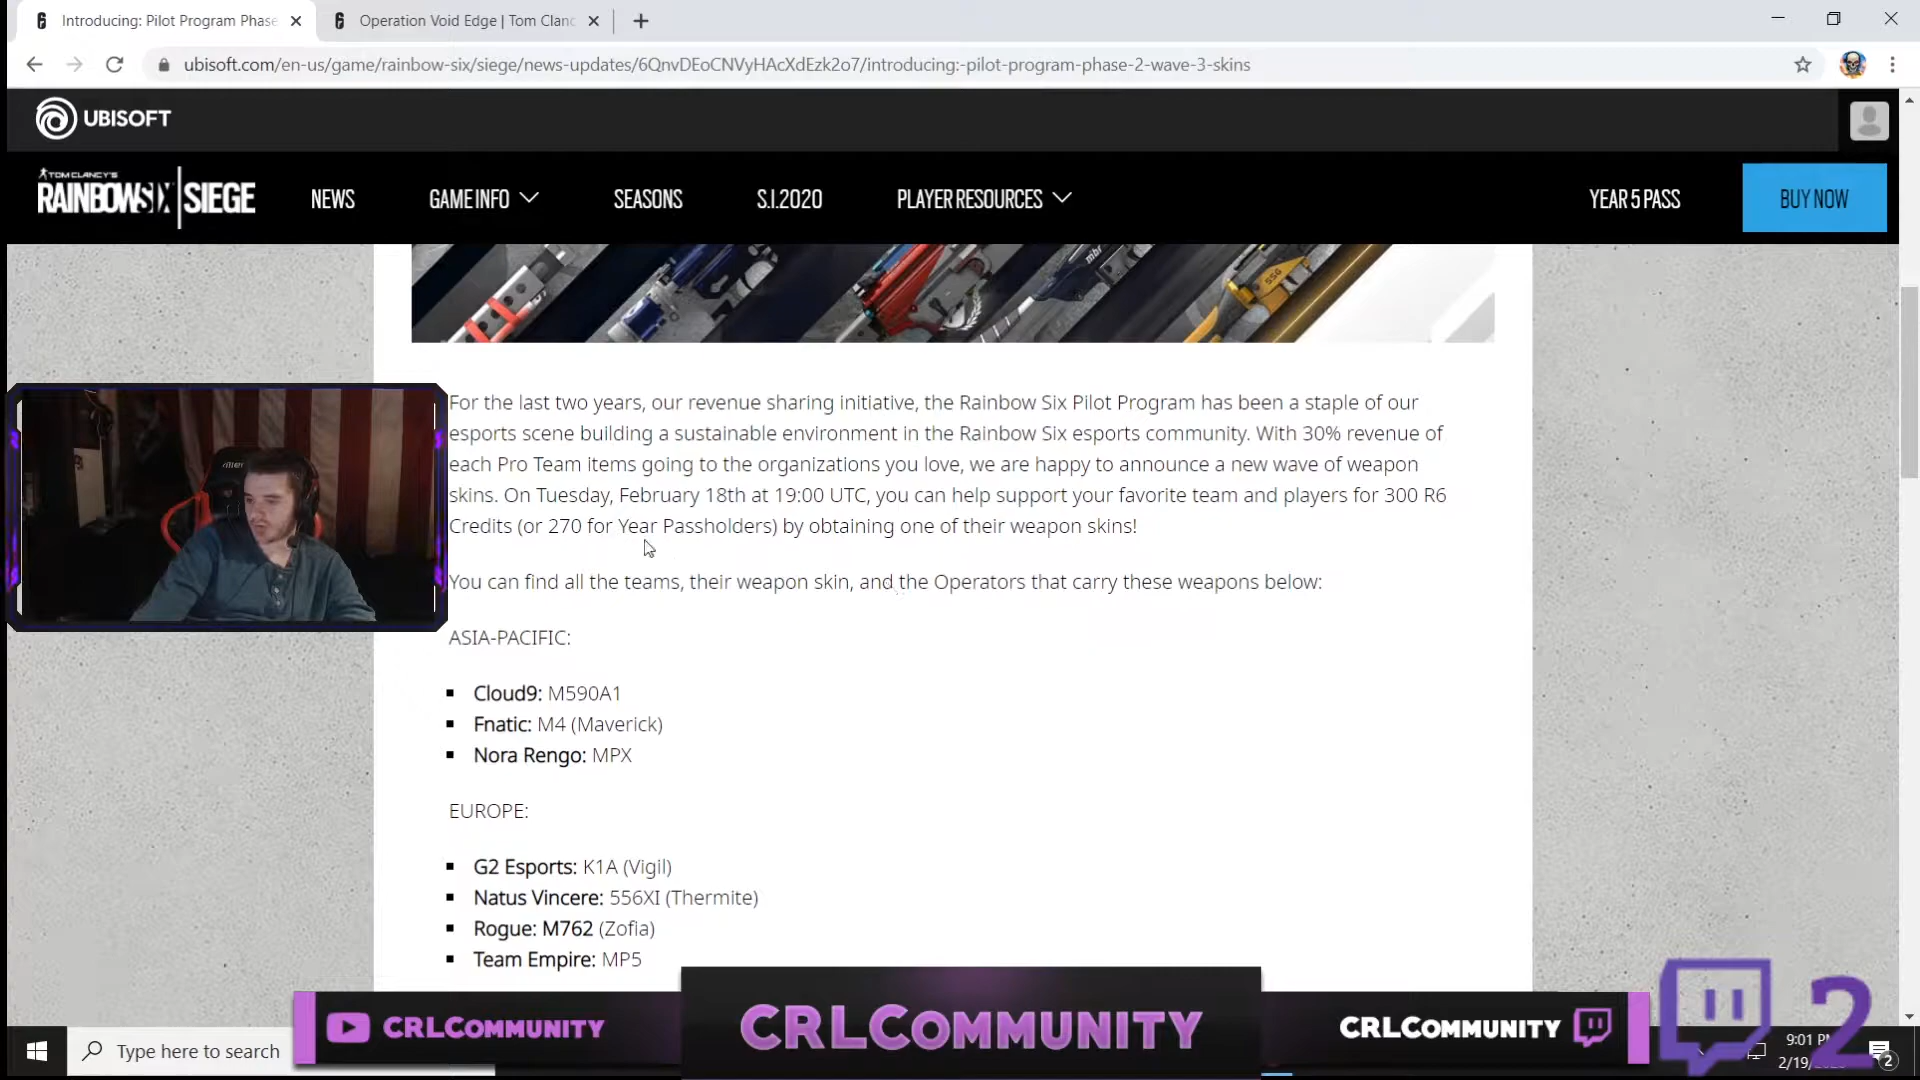 Introducing: Pilot Program Phase
Operation Void Edge | Tom Clanc
ubisoft.com/en-us/game/rainbow-six/siege/news-updates/6QnvDEoCNVyHAcXdEzk2o7/introducing:-pilot-program-phase-2-wave-3-skins
UBISOFT
TOM CLANCY'S
RAINBOWSIX|SIEGE
NEWS
GAME INFO
SEASONS
S.I.2020
PLAYER RESOURCES
YEAR 5 PASS
BUY NOW
mbr
SSG
For the last two years, our revenue sharing initiative, the Rainbow Six Pilot Program has been a staple of our
esports scene building a sustainable environment in the Rainbow Six esports community. With 30% revenue of
each Pro Team items going to the organizations you love, we are happy to announce a new wave of weapon
skins. On Tuesday, February 18th at 19:00 UTC, you can help support your favorite team and players for 300 R6
Credits (or 270 for Year Passholders) by obtaining one of their weapon skins!
You can find all the teams, their weapon skin, and the Operators that carry these weapons below:
ASIA-PACIFIC:
Cloud9: M590A1
Fnatic: M4 (Maverick)
Nora Rengo: MPX
EUROPE:
G2 Esports: K1A (Vigil)
Natus Vincere: 556XI (Thermite)
Rogue: M762 (Zofia)
Team Empire: MP5
CRLCOMMUNITY
CRLCOMMUNITY
CRLCOMMUNITY
2
Type here to search
9:01 PM
2/19/
2